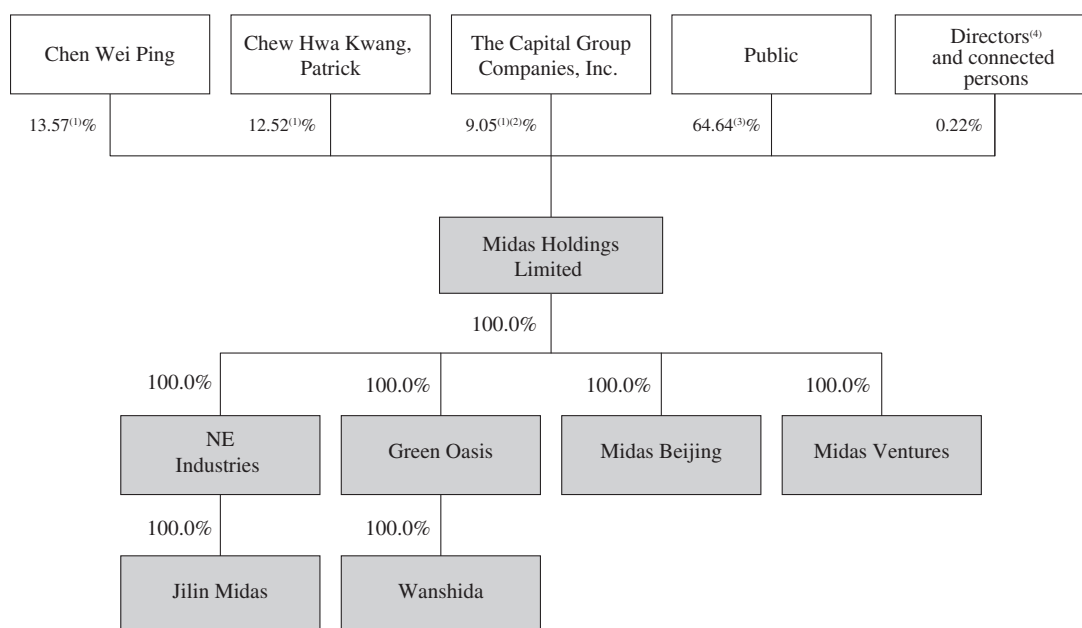 Chen Wei Ping
Chew Hwa Kwang,
Patrick
The Capital Group
Companies, Inc.
Public
Directors(4)
and connected
persons
13.57(1)%
12.52(1)%
9.05(1)(2)%
64.64(3)%
0.22%
Midas Holdings
Limited
100.0%
100.0%
100.0%
100.0%
100.0%
NE
Industries
Green Oasis
Midas Beijing
Midas Ventures
100.0%
100.0%
Jilin Midas
Wanshida